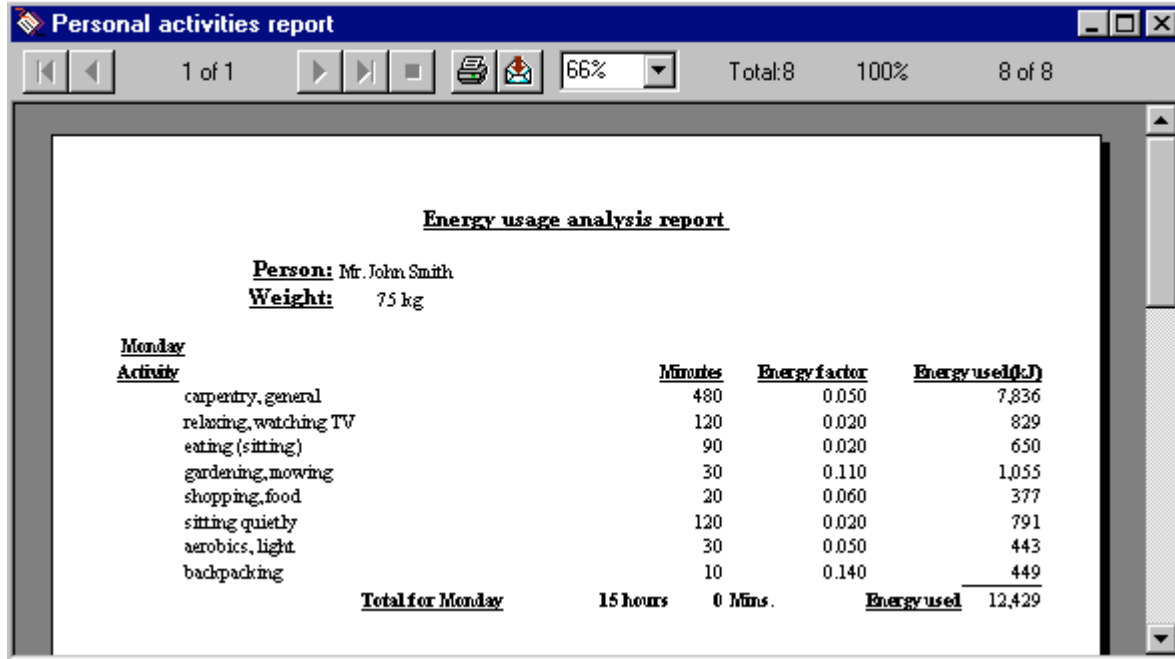 Personal activities report
1 of 1 66% Total:8 100% 8 of 8
Energy usage analysis report
Person: Mr. John Smith
Weight: 75 kg
Monday
Activity Minutes Energy factor Energy used(kJ)
carpentry, general 480 0.050 7,836
relaxing, watching TV 120 0.020 829
eating (sitting) 90 0.020 650
gardening, mowing 30 0.110 1,055
shopping, food 20 0.060 377
sitting quietly 120 0.020 791
aerobics, light 30 0.050 443
backpacking 10 0.140 449
Total for Monday 15 hours 0 Mins. Energy used 12,429